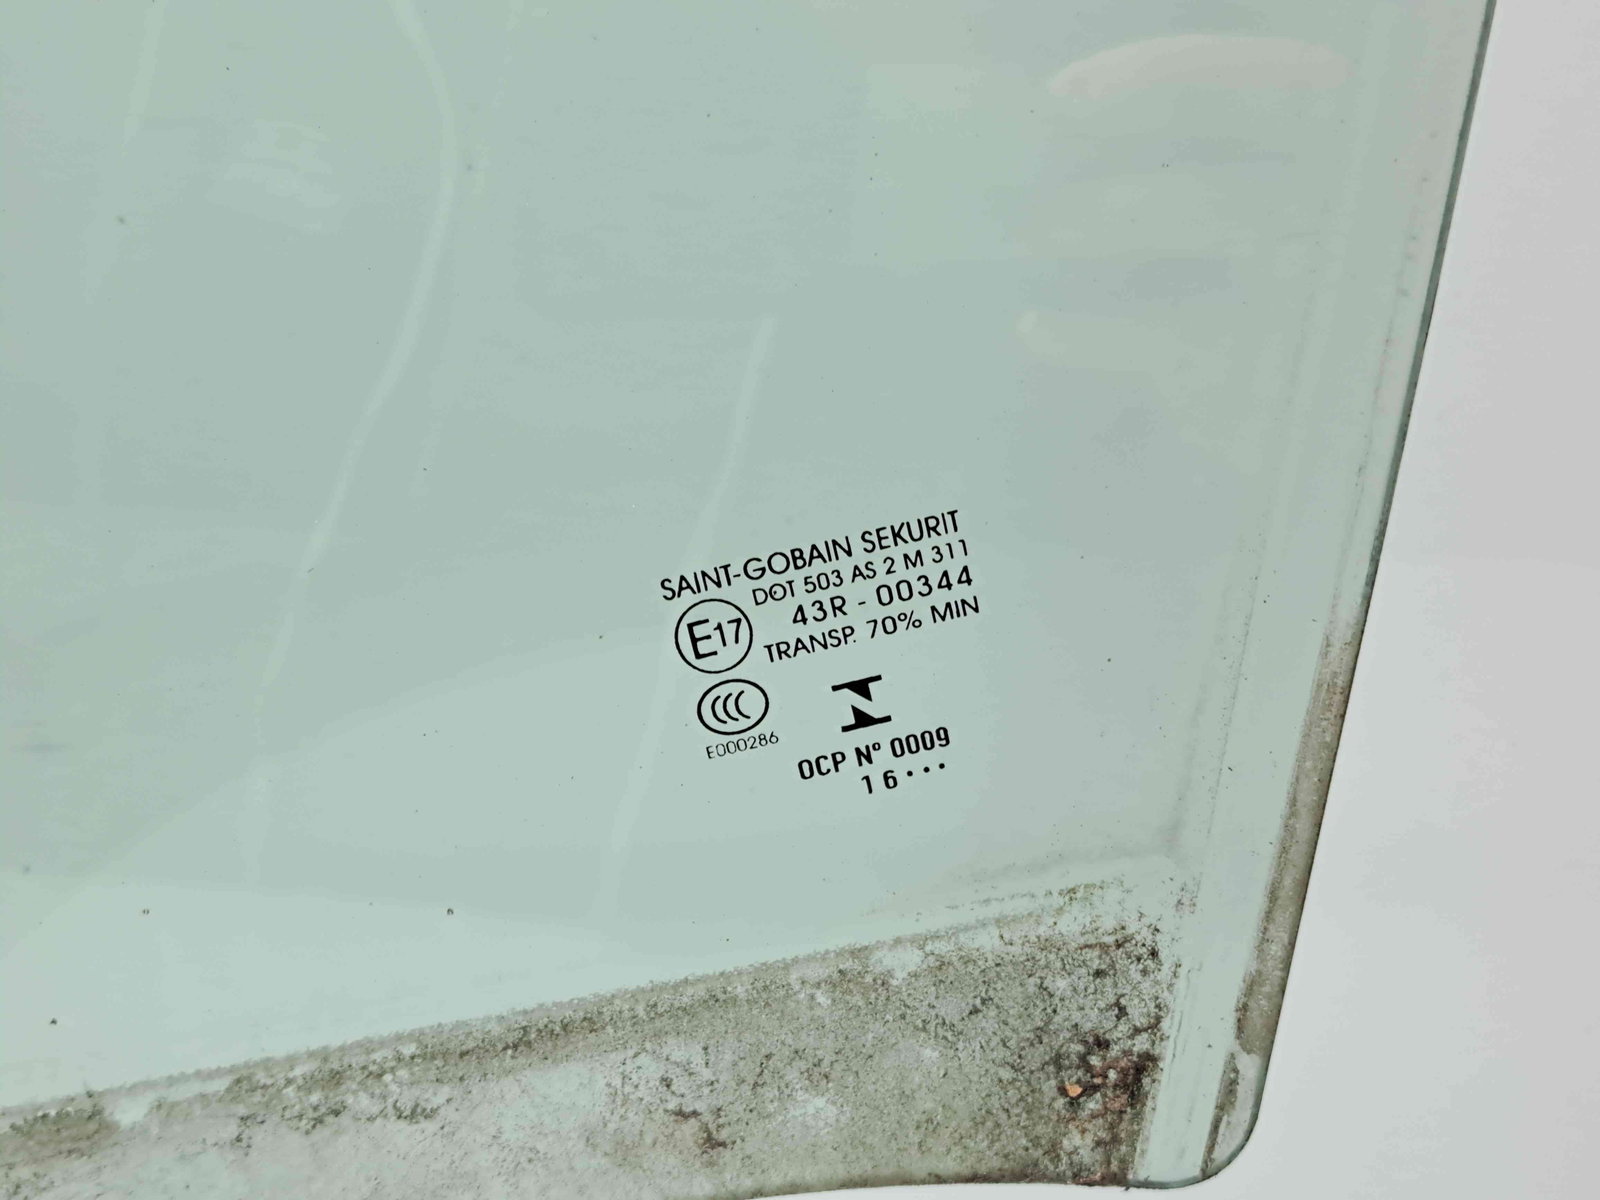 SAINT-GOBAIN SEKURIT
DOT 503 AS 2 M 311
43R - 00344
E17
TRANSP. 70% MIN
CCC
E000286
OCP Nº 0009
16•••